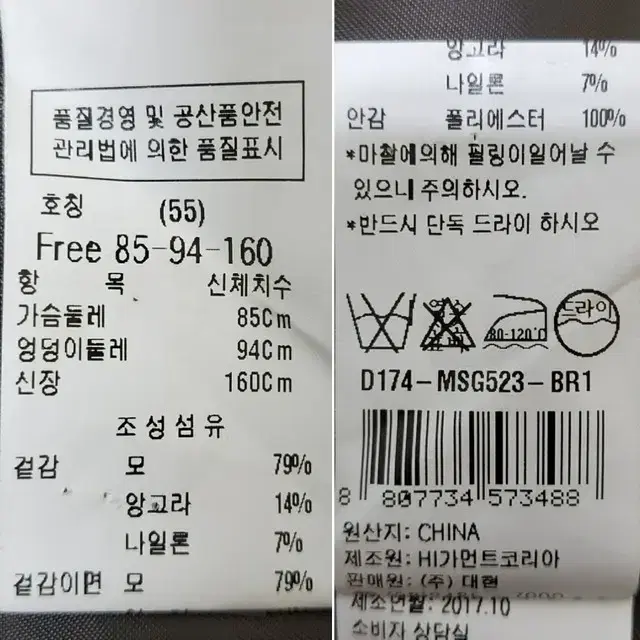 품질경영 및 공산품안전
관리법에 의한 품질표시
호칭 (55)
Free 85-94-160
항 목 신체치수
가슴둘레 85Cm
엉덩이둘레 94Cm
신장 160Cm
조성섬유
겉감 모 79%
앙고라 14%
나일론 7%
겉감이면 모 79%
앙고라 14%
나일론 7%
안감 폴리에스터 100%
*마찰에의해 필링이일어날 수
있으니 주의하시오.
*반드시 단독 드라이 하시오
80-120˚C
드라이
D174-MSG523-BR1
8 807734 573488
원산지: CHINA
제조원: HI가먼트코리아
판매원: (주) 대현
제조연월: 2017.10
소비자 상담실